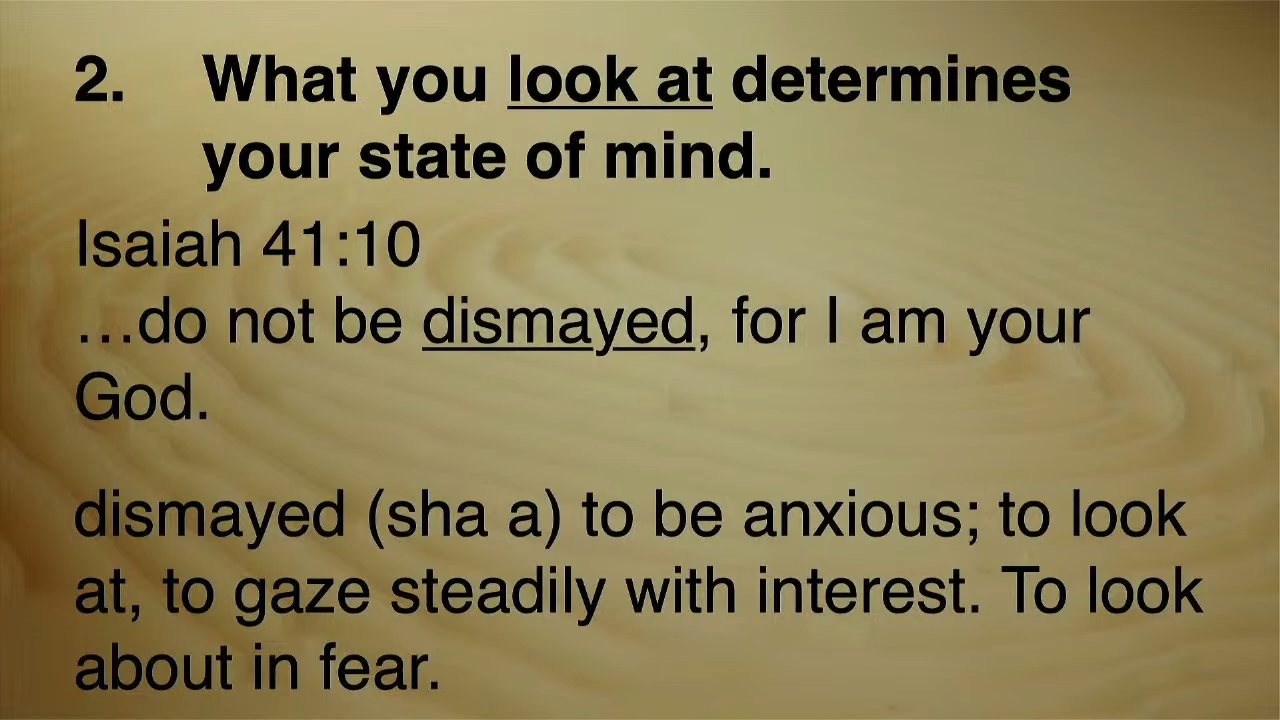 2. What you look at determines
your state of mind.
Isaiah 41:10
…do not be dismayed, for I am your
God.
dismayed (sha a) to be anxious; to look
at, to gaze steadily with interest. To look
about in fear.